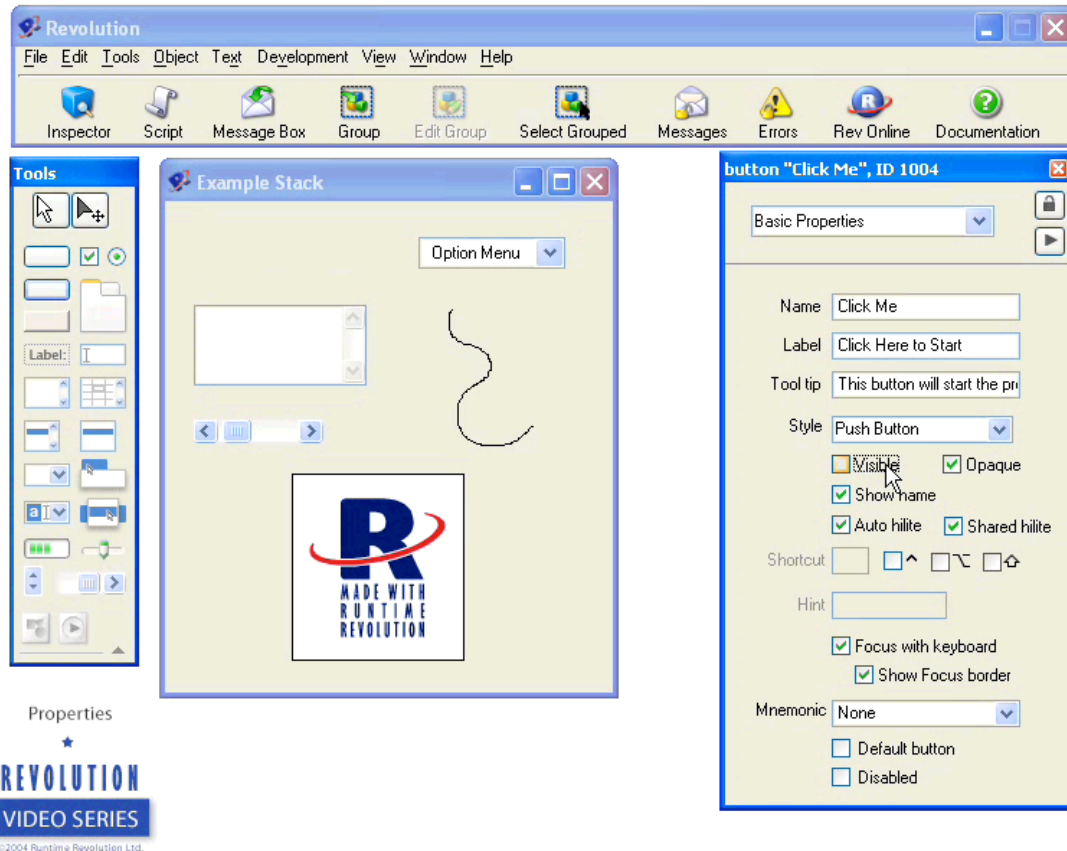 Revolution
File Edit Tools Object Text Development View Window Help
Inspector Script Message Box Group Edit Group Select Grouped Messages Errors Rev Online Documentation
Tools
Label:
a
Example Stack
Option Menu
R
MADE WITH
RUNTIME
REVOLUTION
button "Click Me", ID 1004
Basic Properties
Name Click Me
Label Click Here to Start
Tool tip This button will start the pr
Style Push Button
Visible Opaque
Show name
Auto hilite Shared hilite
Shortcut
Hint
Focus with keyboard
Show Focus border
Mnemonic None
Default button
Disabled
Properties
REVOLUTION
VIDEO SERIES
©2004 Runtime Revolution Ltd.